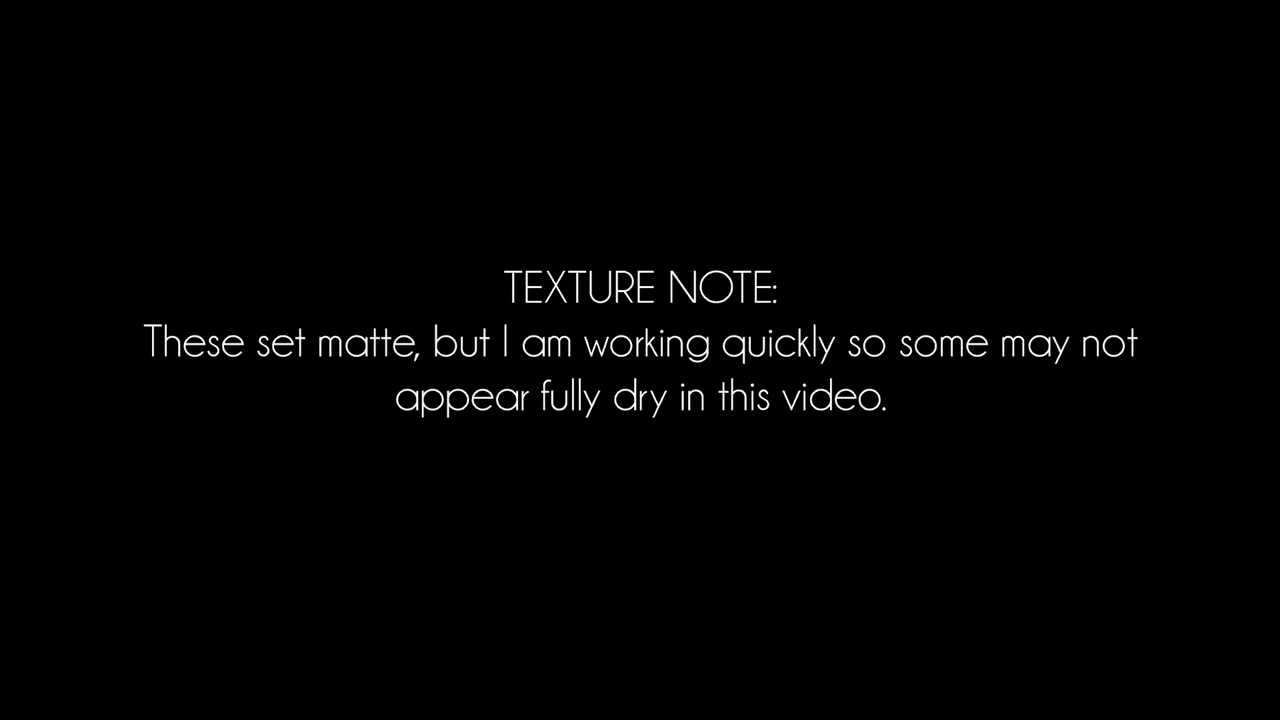 TEXTURE NOTE:
These set matte, but I am working quickly so some may not
appear fully dry in this video.